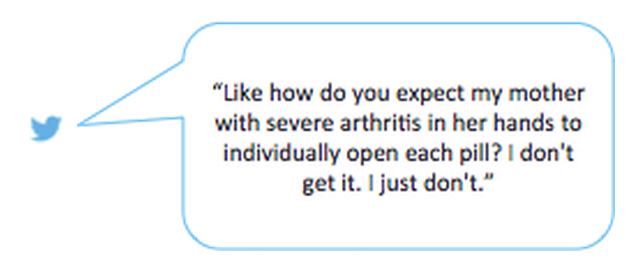 “Like how do you expect my mother
with severe arthritis in her hands to
individually open each pill? I don't
get it. I just don't.”